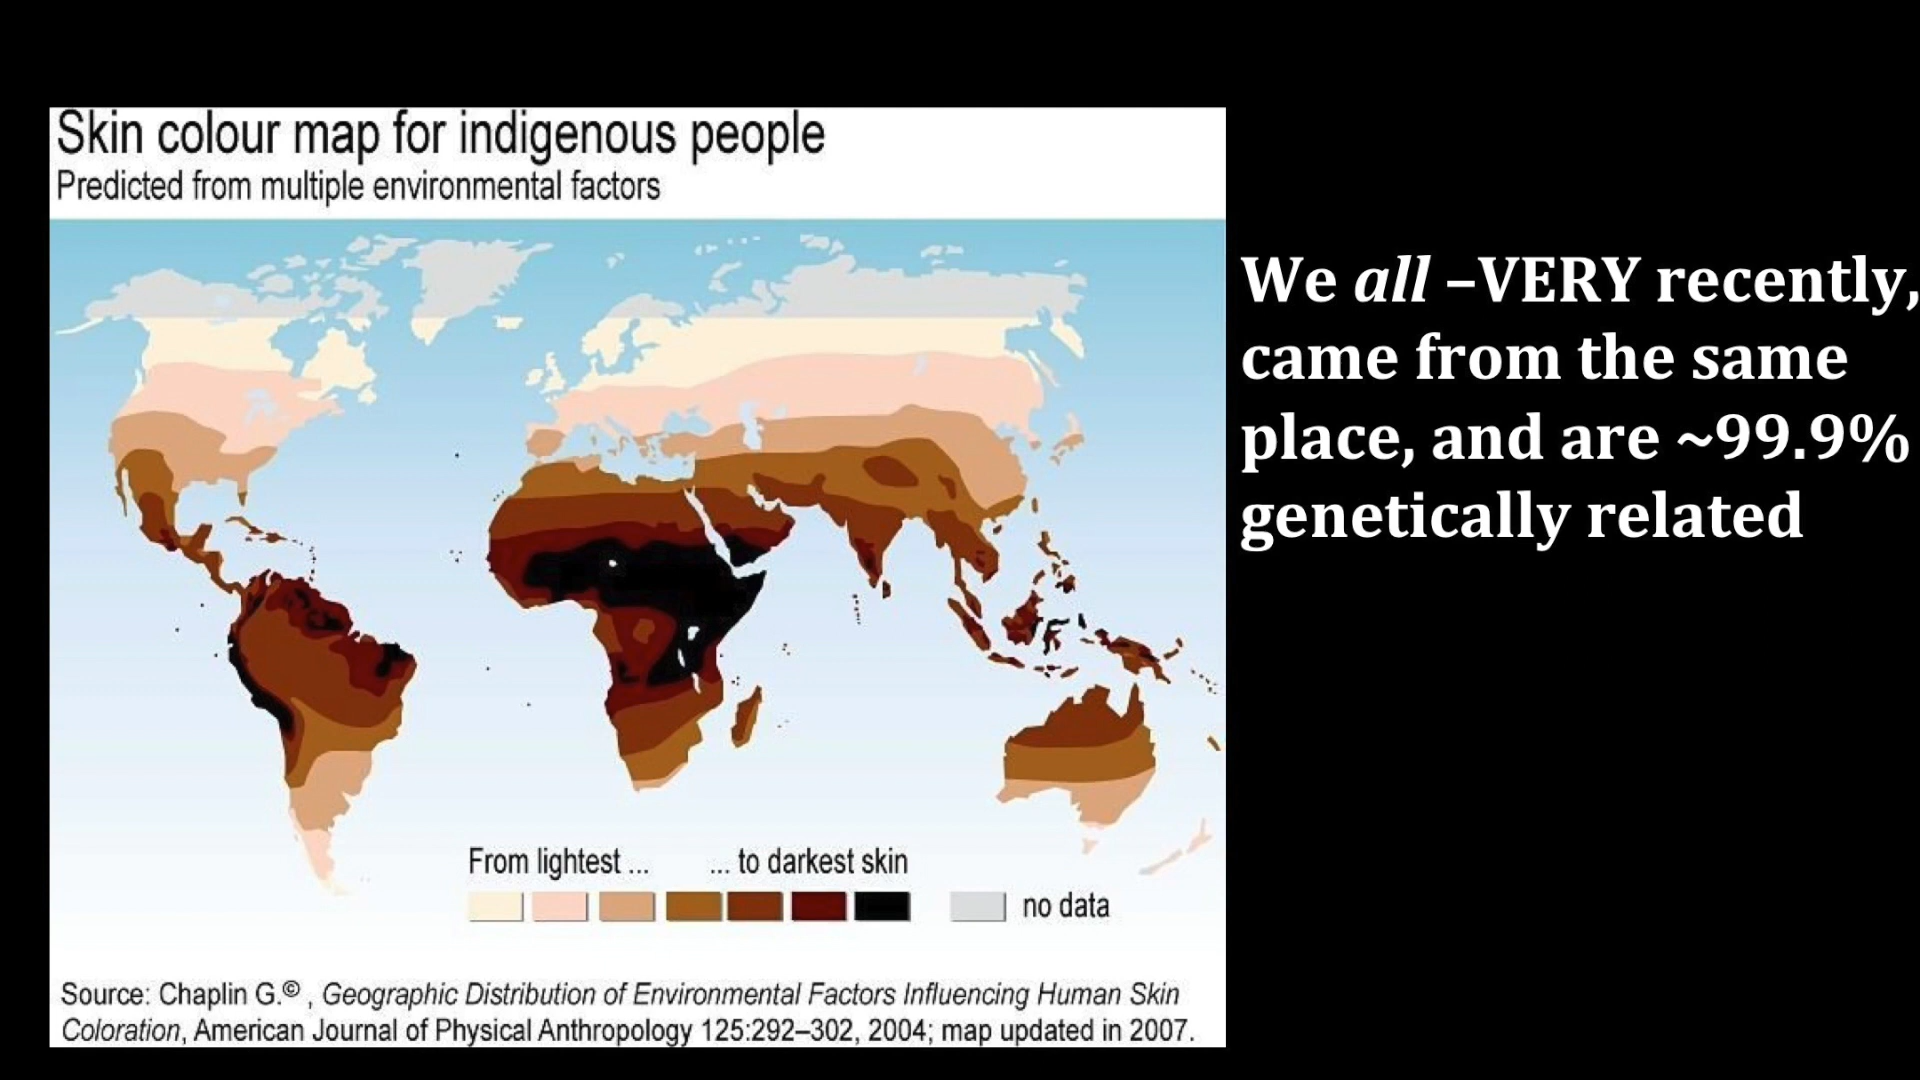 Skin colour map for indigenous people
Predicted from multiple environmental factors
We all –VERY recently,
came from the same
place, and are ~99.9%
genetically related
From lightest ... ... to darkest skin
no data
Source: Chaplin G.© , Geographic Distribution of Environmental Factors Influencing Human Skin
Coloration, American Journal of Physical Anthropology 125:292–302, 2004; map updated in 2007.